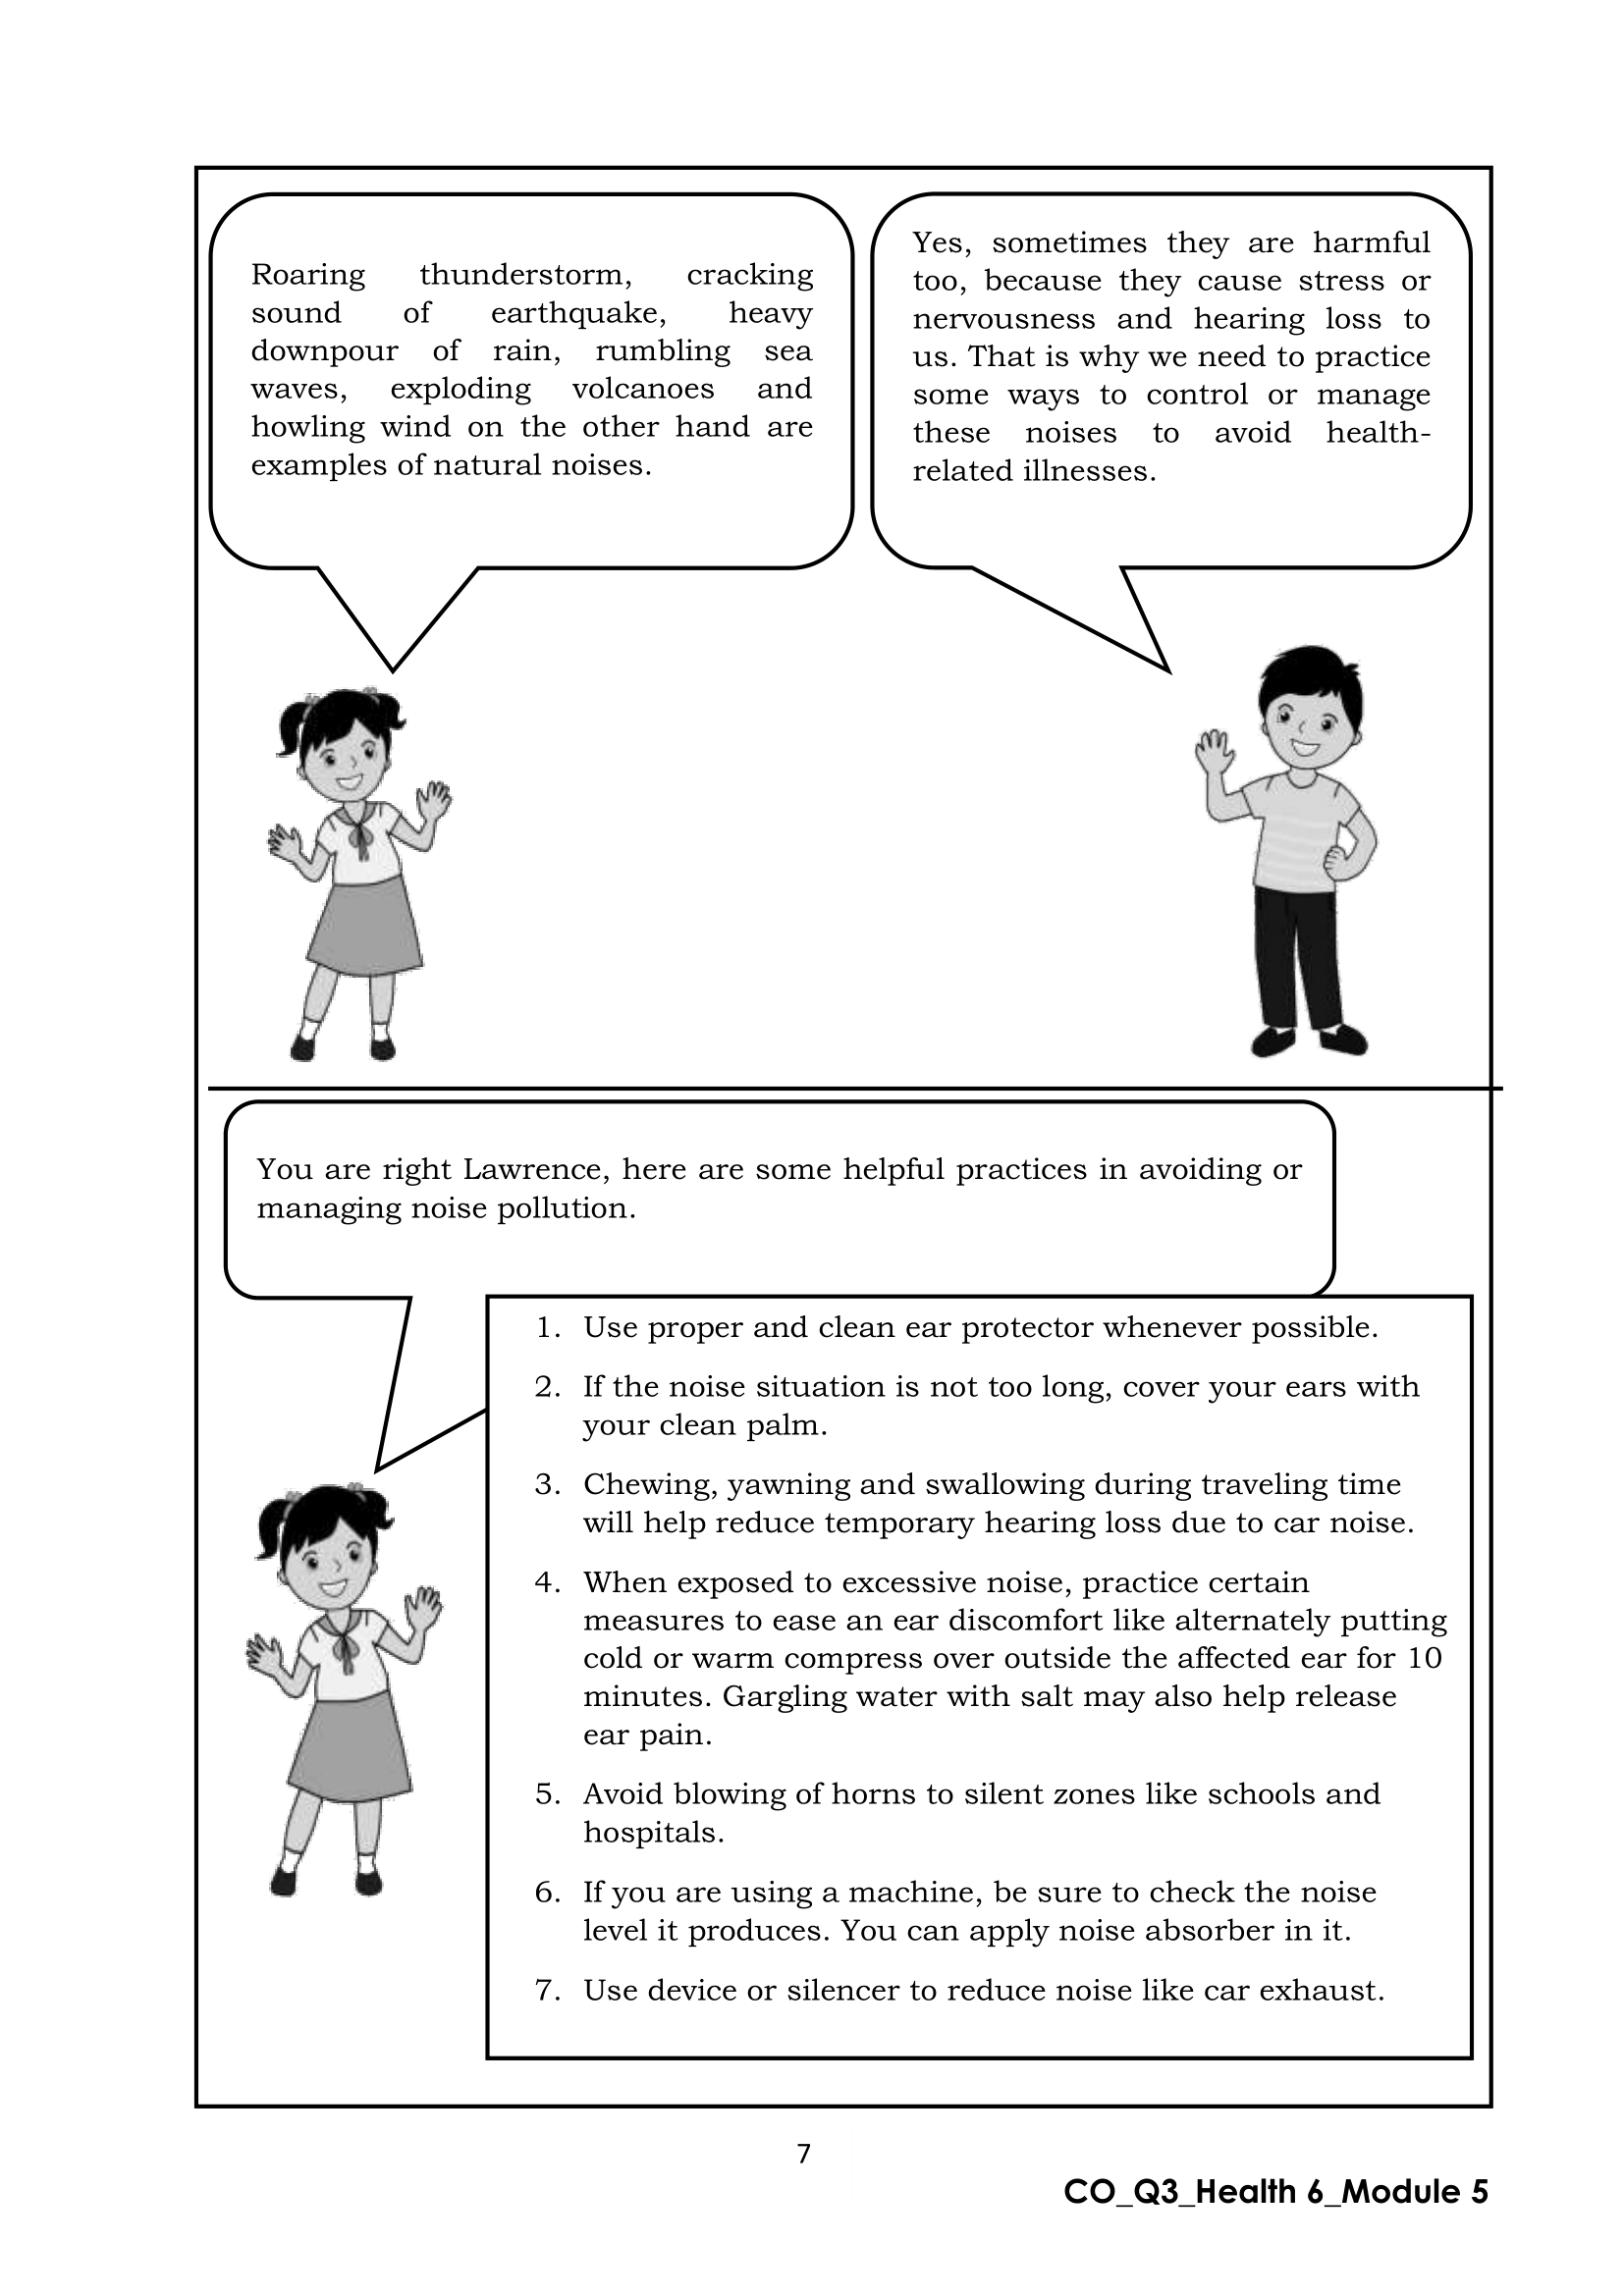 Roaring thunderstorm, cracking
sound of earthquake, heavy
downpour of rain, rumbling sea
waves, exploding volcanoes and
howling wind on the other hand are
examples of natural noises.
Yes, sometimes they are harmful
too, because they cause stress or
nervousness and hearing loss to
us. That is why we need to practice
some ways to control or manage
these noises to avoid health-
related illnesses.
You are right Lawrence, here are some helpful practices in avoiding or
managing noise pollution.
1. Use proper and clean ear protector whenever possible.
2. If the noise situation is not too long, cover your ears with
your clean palm.
3. Chewing, yawning and swallowing during traveling time
will help reduce temporary hearing loss due to car noise.
4. When exposed to excessive noise, practice certain
measures to ease an ear discomfort like alternately putting
cold or warm compress over outside the affected ear for 10
minutes. Gargling water with salt may also help release
ear pain.
5. Avoid blowing of horns to silent zones like schools and
hospitals.
6. If you are using a machine, be sure to check the noise
level it produces. You can apply noise absorber in it.
7. Use device or silencer to reduce noise like car exhaust.
7
CO_Q3_Health 6_Module 5